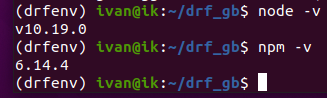 (drfenv) ivan@ik:~/drf_gb$ node -v
v10.19.0
(drfenv) ivan@ik:~/drf_gb$ npm -v
6.14.4
(drfenv) ivan@ik:~/drf_gb$